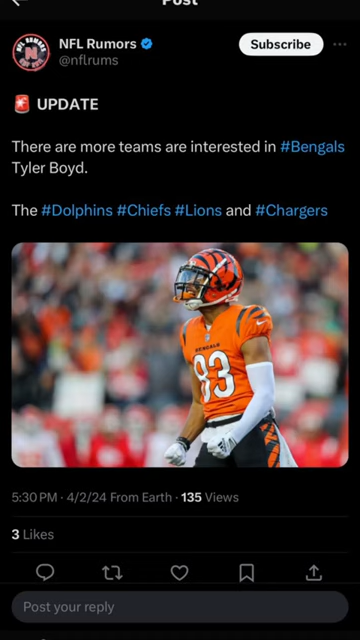 Post
NFL Rumors
@nflrums
Subscribe
🚨 UPDATE
There are more teams are interested in #Bengals
Tyler Boyd.
The #Dolphins #Chiefs #Lions and #Chargers
BENGALS
83
5:30 PM · 4/2/24 From Earth · 135 Views
3 Likes
Post your reply